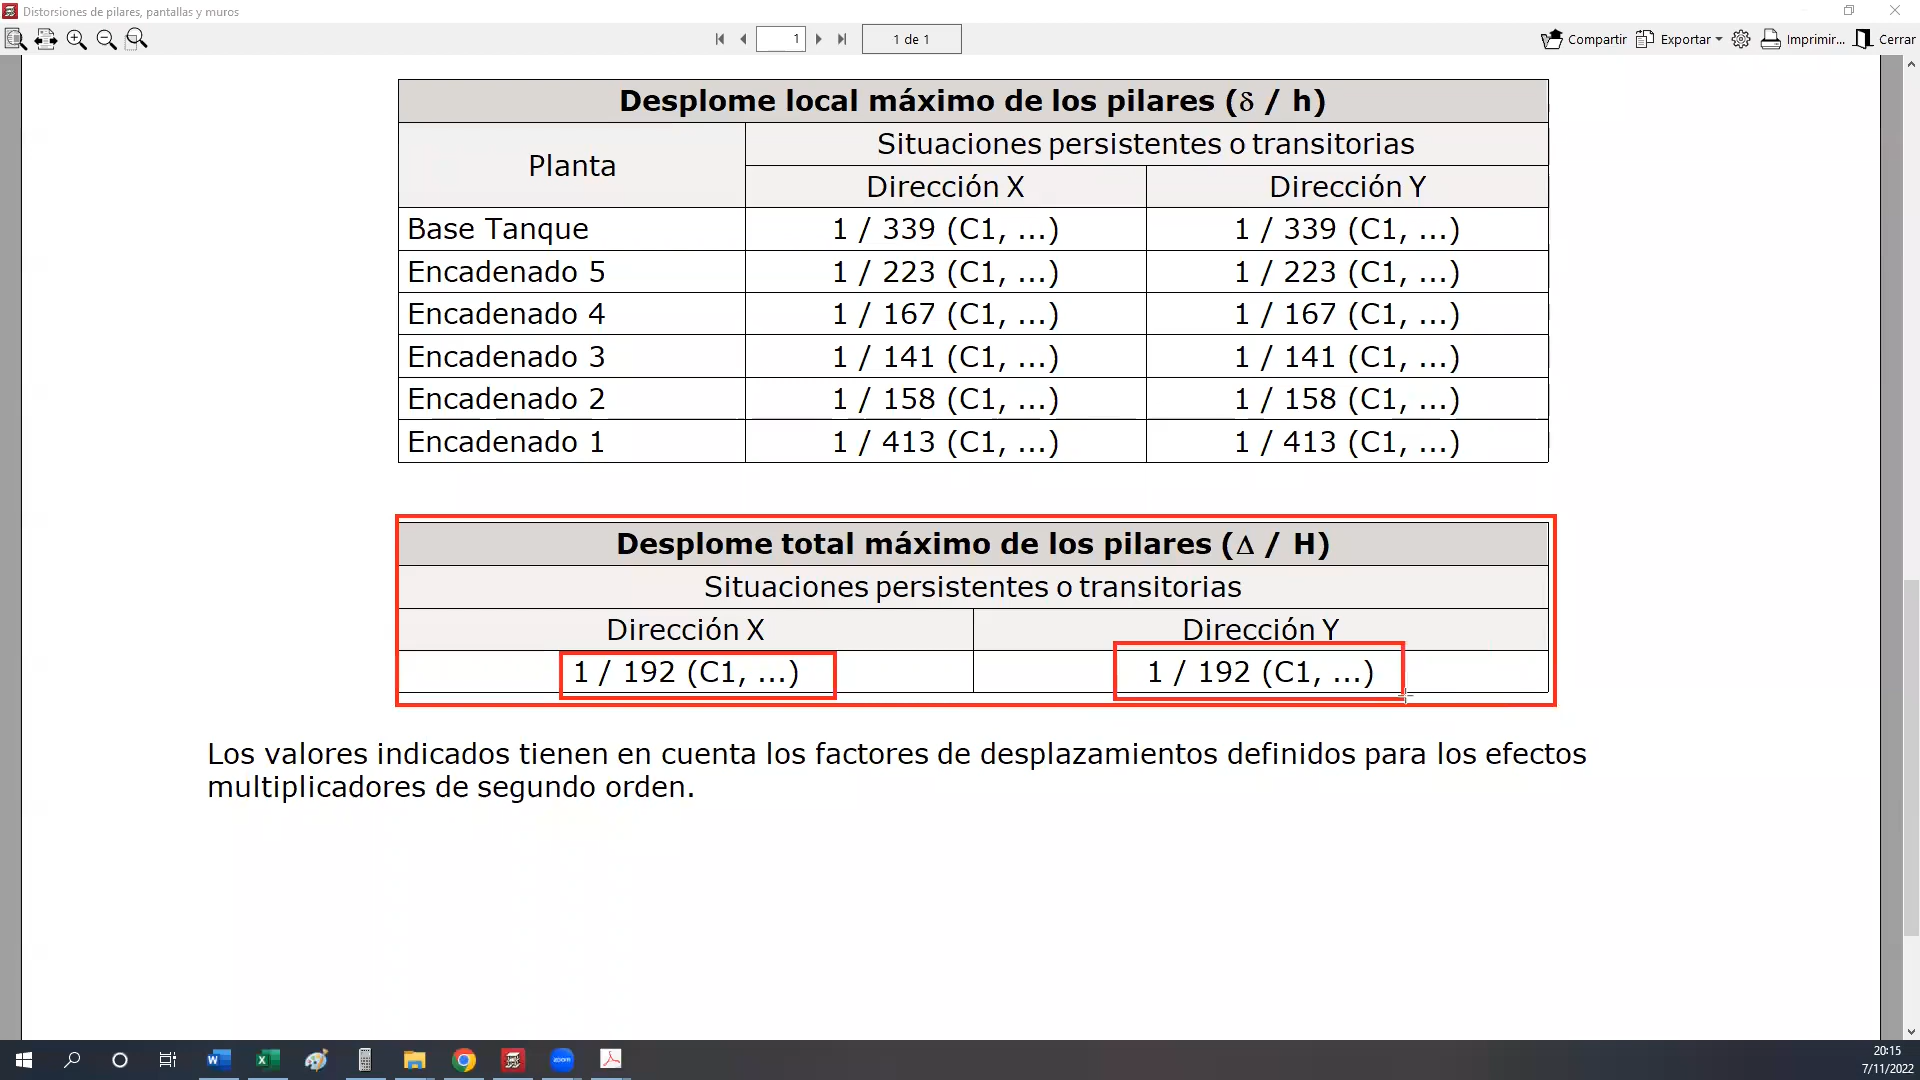 Distorsiones de pilares, pantallas y muros
1
1 de 1
Compartir
Exportar
Imprimir...
Cerrar
Desplome local máximo de los pilares (δ / h)
Planta
Situaciones persistentes o transitorias
Dirección X
Dirección Y
Base Tanque 1 / 339 (C1, ...) 1 / 339 (C1, ...)
Encadenado 5 1 / 223 (C1, ...) 1 / 223 (C1, ...)
Encadenado 4 1 / 167 (C1, ...) 1 / 167 (C1, ...)
Encadenado 3 1 / 141 (C1, ...) 1 / 141 (C1, ...)
Encadenado 2 1 / 158 (C1, ...) 1 / 158 (C1, ...)
Encadenado 1 1 / 413 (C1, ...) 1 / 413 (C1, ...)
Desplome total máximo de los pilares (Δ / H)
Situaciones persistentes o transitorias
Dirección X Dirección Y
1 / 192 (C1, ...) 1 / 192 (C1, ...)
Los valores indicados tienen en cuenta los factores de desplazamientos definidos para los efectos
multiplicadores de segundo orden.
zoom
20:15
7/11/2022